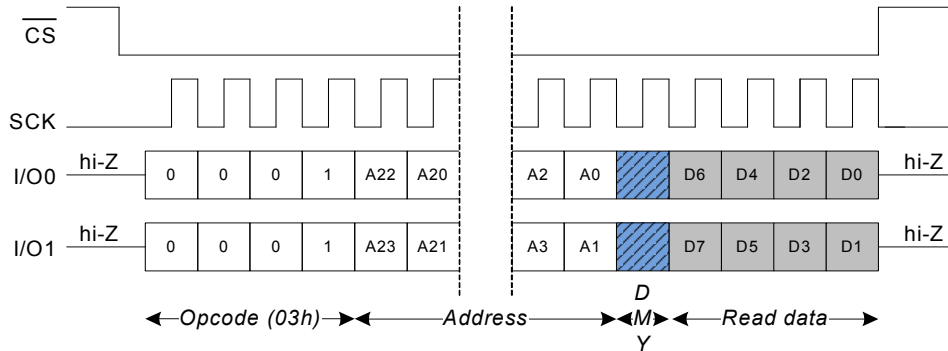 CS
SCK
hi-Z hi-Z
I/O0 0 0 0 1 A22 A20 A2 A0 D6 D4 D2 D0
hi-Z hi-Z
I/O1 0 0 0 1 A23 A21 A3 A1 D7 D5 D3 D1
Opcode (03h) Address D M Y Read data